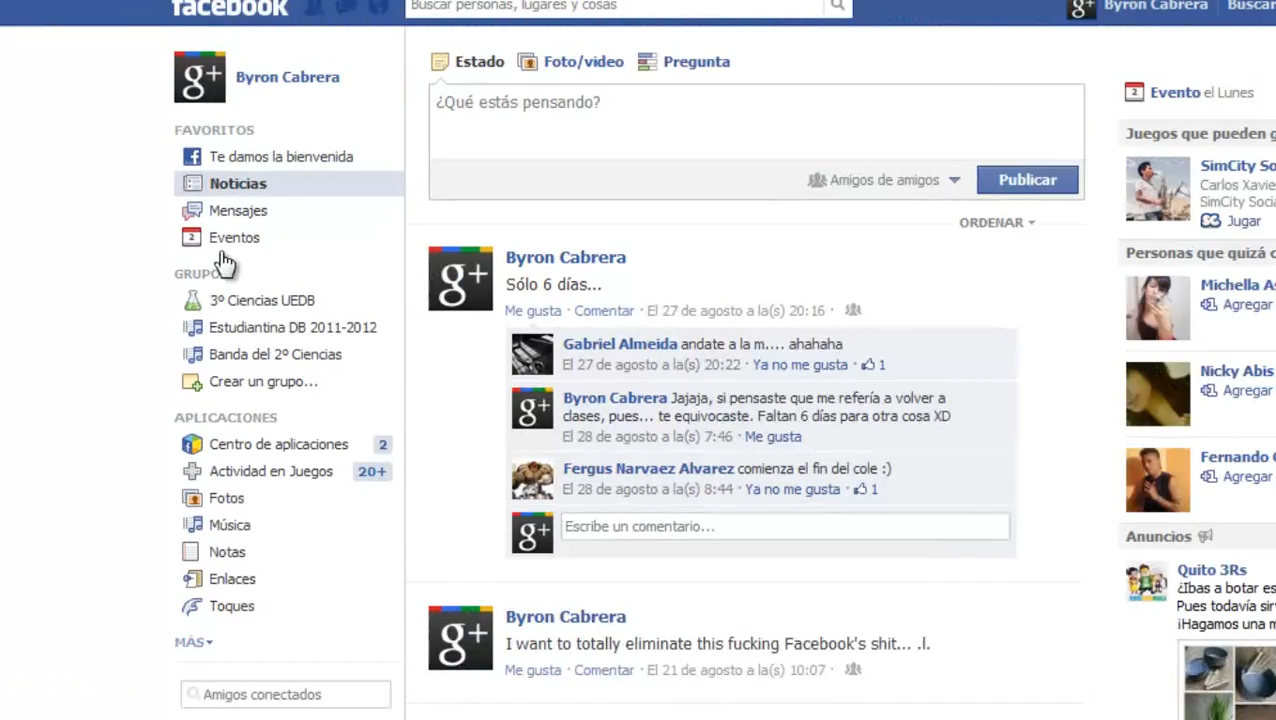 facebook
Buscar personas, lugares y cosas
g+ Byron Cabrera Buscar
g+ Byron Cabrera
FAVORITOS
Te damos la bienvenida
Noticias
Mensajes
2 Eventos
3º Ciencias UEDB
Estudiantina DB 2011-2012
Banda del 2º Ciencias
Crear un grupo...
APLICACIONES
Centro de aplicaciones 2
Actividad en Juegos 20+
Fotos
Música
Notas
Enlaces
Toques
MÁS
Amigos conectados
Estado Foto/video Pregunta
¿Qué estás pensando?
Amigos de amigos Publicar
ORDENAR
g+ Byron Cabrera
Sólo 6 días...
Me gusta · Comentar · El 27 de agosto a la(s) 20:16 ·
Gabriel Almeida andate a la m.... ahahaha
El 27 de agosto a la(s) 20:22 · Ya no me gusta · 1
g+ Byron Cabrera Jajaja, si pensaste que me refería a volver a
clases, pues... te equivocaste. Faltan 6 días para otra cosa XD
El 28 de agosto a la(s) 7:46 · Me gusta
Fergus Narvaez Alvarez comienza el fin del cole :)
El 28 de agosto a la(s) 8:44 · Ya no me gusta · 1
g+ Escribe un comentario...
g+ Byron Cabrera
I want to totally eliminate this fucking Facebook's shit... .l.
Me gusta · Comentar · El 21 de agosto a la(s) 10:07 ·
2 Evento el Lunes
Juegos que pueden g
SimCity So
Carlos Xavie
SimCity Socia
Jugar
Personas que quizá c
Michella As
Agregar
Nicky Abis
Agregar
Fernando
Agregar
Anuncios
Quito 3Rs
¿Ibas a botar es
Pues todavía sir
¡Hagamos una m